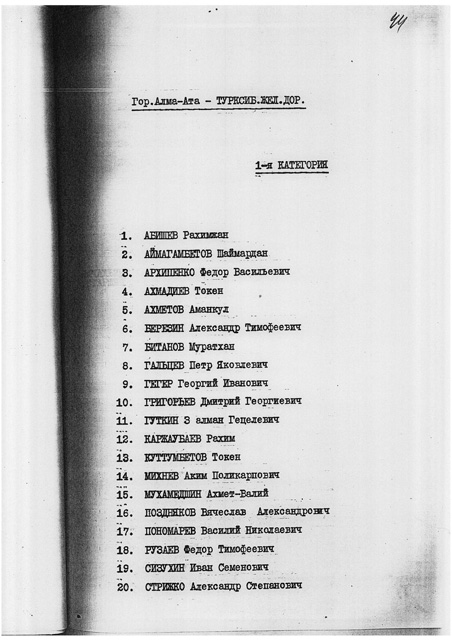 44
Гор.Алма-Ата - ТУРКСИБ.ЖЕЛ.ДОР.
1-я КАТЕГОРИЯ
1. АБИШЕВ Рахимжан
2. АЙМАГАМБЕТОВ Шаймардан
3. АРХИПЕНКО Федор Васильевич
4. АХМАДИЕВ Токен
5. АХМЕТОВ Аманкул
6. БЕРЕЗИН Александр Тимофеевич
7. БИТАНОВ Муратхан
8. ГАЛЬЦЕВ Петр Яковлевич
9. ГЕГЕР Георгий Иванович
10. ГРИГОРЬЕВ Дмитрий Георгиевич
11. ГУТКИН З алман Гецелевич
12. КАРЖАУБАЕВ Рахим
13. КУТТУМБЕТОВ Токен
14. МИХНЕВ Аким Поликарпович
15. МУХАМЕДШИН Ахмет-Валий
16. ПОЗДНЯКОВ Вячеслав Александрович
17. ПОНОМАРЕВ Василий Николаевич
18. РУЗАЕВ Федор Тимофеевич
19. СИЗУХИН Иван Семенович
20. СТРИЖКО Александр Степанович